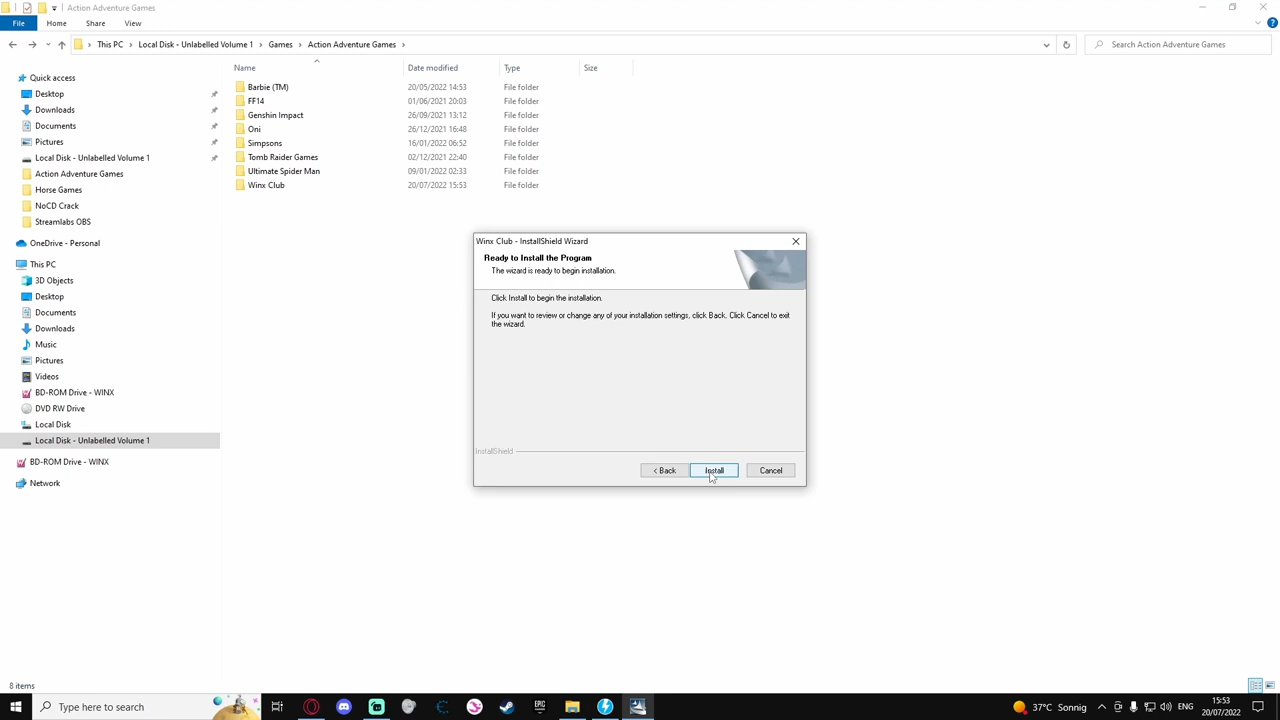 Action Adventure Games
File Home Share View
This PC Local Disk - Unlabelled Volume 1 Games Action Adventure Games
Search Action Adventure Games
Quick access
Desktop
Downloads
Documents
Pictures
Local Disk - Unlabelled Volume 1
Action Adventure Games
Horse Games
NoCD Crack
Streamlabs OBS
OneDrive - Personal
This PC
3D Objects
Desktop
Documents
Downloads
Music
Pictures
Videos
BD-ROM Drive - WINX
DVD RW Drive
Local Disk
Local Disk - Unlabelled Volume 1
BD-ROM Drive - WINX
Network
Name Date modified Type Size
Barbie (TM) 20/05/2022 14:53 File folder
FF14 01/06/2021 20:03 File folder
Genshin Impact 26/09/2021 13:12 File folder
Oni 26/12/2021 16:48 File folder
Simpsons 16/01/2022 06:52 File folder
Tomb Raider Games 02/12/2021 22:40 File folder
Ultimate Spider Man 09/01/2022 02:33 File folder
Winx Club 20/07/2022 15:53 File folder
Winx Club - InstallShield Wizard
Ready to Install the Program
The wizard is ready to begin installation.
Click Install to begin the installation.
If you want to review or change any of your installation settings, click Back. Click Cancel to exit
the wizard.
InstallShield
< Back Install Cancel
8 items
Type here to search
EPIC
37°C Sonnig
ENG
15:53
20/07/2022